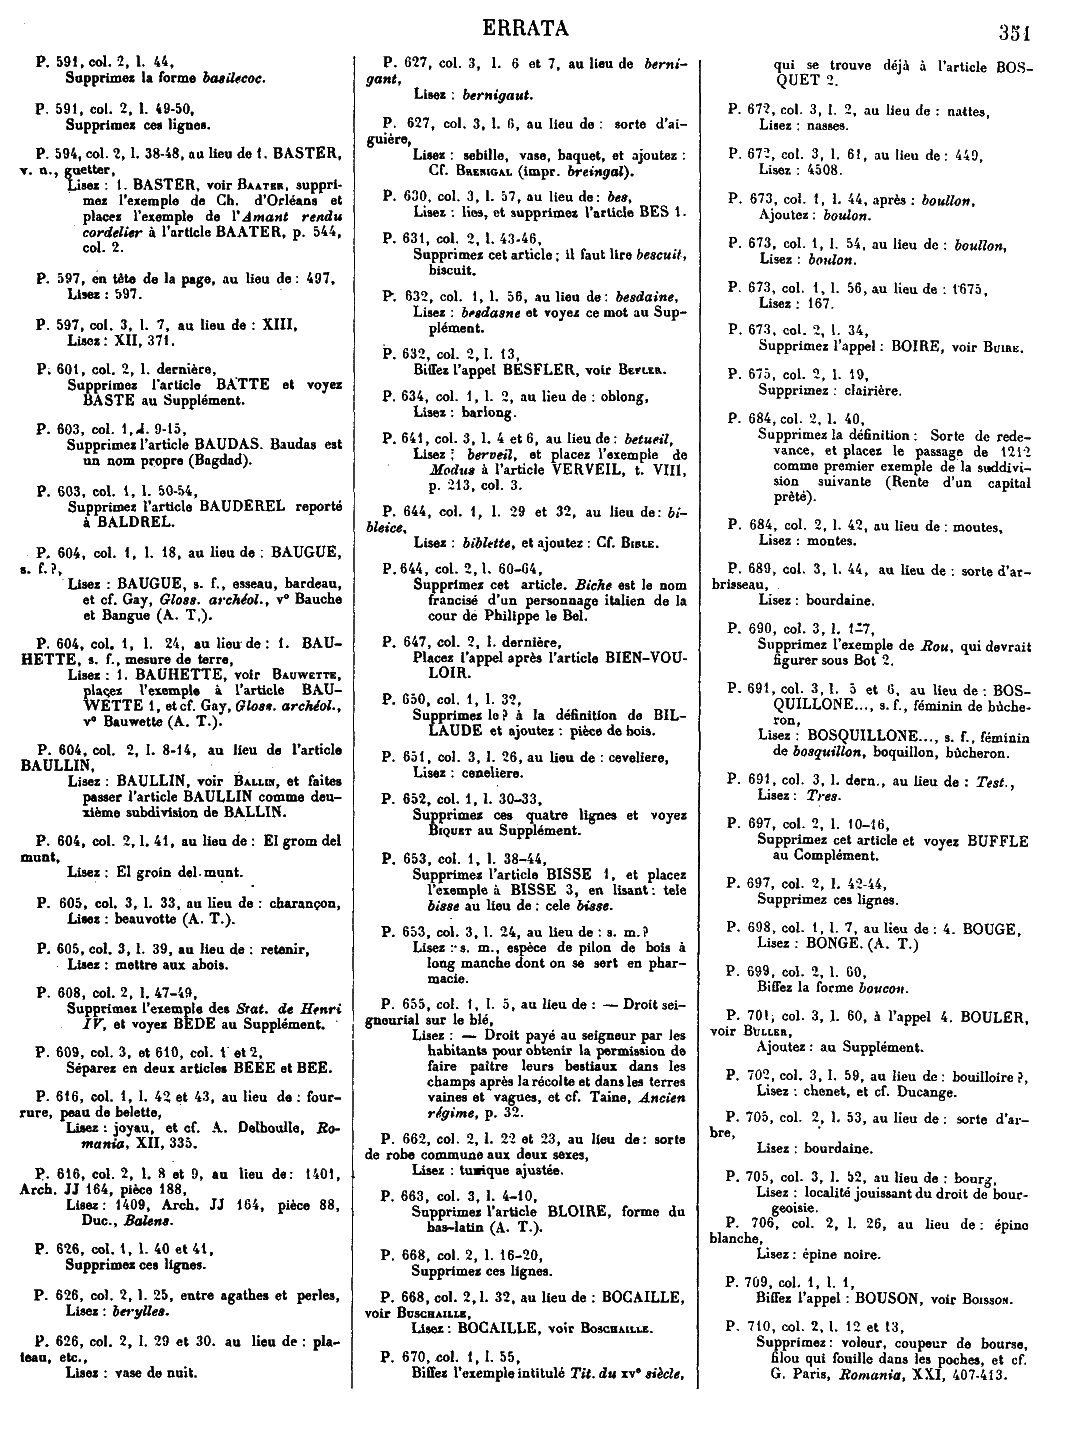 ERRATA
351
P. 591, col. 2, l. 44,
Supprimez la forme basilecoc.
P. 591, col. 2, l. 49-50,
Supprimez ces lignes.
P. 594, col. 2, l. 38-48, au lieu de 1. BASTER,
v. n., guetter,
Lisez : 1. BASTER, voir BAATER, suppri-
mez l'exemple de Ch. d'Orléans et
placez l'exemple de l'Amant rendu
cordelier à l'article BAATER, p. 544,
col. 2.
P. 597, en tête de la page, au lieu de : 497,
Lisez : 597.
P. 597, col. 3, l. 7, au lieu de : XIII,
Lisez : XII, 371.
P. 601, col. 2, l. dernière,
Supprimez l'article BATTE et voyez
BASTE au Supplément.
P. 603, col. 1, l. 9-15,
Supprimez l'article BAUDAS. Baudas est
un nom propre (Bagdad).
P. 603, col. 1, l. 50-54,
Supprimez l'article BAUDEREL reporté
à BALDREL.
P. 604, col. 1, l. 18, au lieu de : BAUGUE,
s. f. ?,
Lisez : BAUGUE, s. f., esseau, bardeau,
et cf. Gay, Gloss. archéol., v° Bauche
et Bangue (A. T.).
P. 604, col. 1, l. 24, au lieu de : 1. BAU-
HETTE, s. f., mesure de terre,
Lisez : 1. BAUHETTE, voir BAUWETTE,
plaçez l'exemple à l'article BAU-
WETTE 1, et cf. Gay, Gloss. archéol.,
v° Bauwette (A. T.).
P. 604, col. 2, l. 8-14, au lieu de l'article
BAULLIN,
Lisez : BAULLIN, voir BALLIN, et faites
passer l'article BAULLIN comme deu-
xième subdivision de BALLIN.
P. 604, col. 2, l. 41, au lieu de : El grom del
munt,
Lisez : El groin del munt.
P. 605, col. 3, l. 33, au lieu de : charançon,
Lisez : beauvotte (A. T.).
P. 605, col. 3, l. 39, au lieu de : retenir,
Lisez : mettre aux abois.
P. 608, col. 2, l. 47-49,
Supprimez l'exemple des Stat. de Henri
IV, et voyez BEDE au Supplément.
P. 609, col. 3, et 610, col. 1 et 2,
Séparez en deux articles BEEE et BEE.
P. 616, col. 1, l. 42 et 43, au lieu de : four-
rure, peau de belette,
Lisez : joyau, et cf. A. Delboulle, Ro-
mania, XII, 335.
P. 616, col. 2, l. 8 et 9, au lieu de : 1401,
Arch. JJ 164, pièce 188,
Lisez : 1409, Arch. JJ 164, pièce 88,
Duc., Balens.
P. 626, col. 1, l. 40 et 41,
Supprimez ces lignes.
P. 626, col. 2, l. 25, entre agathes et perles,
Lisez : berylles.
P. 626, col. 2, l. 29 et 30. au lieu de : pla-
teau, etc.,
Lisez : vase de nuit.
P. 627, col. 3, l. 6 et 7, au lieu de berni-
gant,
Lisez : bernigaut.
P. 627, col. 3, l. 6, au lieu de : sorte d'ai-
guière,
Lisez : sebille, vase, baquet, et ajoutez :
Cf. BRENIGAL (impr. breingal).
P. 630, col. 3, l. 57, au lieu de : bes,
Lisez : lies, et supprimez l'article BES 1.
P. 631, col. 2, l. 43-46,
Supprimez cet article ; il faut lire bescuit,
biscuit.
P. 632, col. 1, l. 56, au lieu de : besdaine,
Lisez : besdasne et voyez ce mot au Sup-
plément.
P. 632, col. 2, l. 13,
Biffez l'appel BESFLER, voir BEFLER.
P. 634, col. 1, l. 2, au lieu de : oblong,
Lisez : barlong.
P. 641, col. 3, l. 4 et 6, au lieu de : betueil,
Lisez : berveil, et placez l'exemple de
Modus à l'article VERVEIL, t. VIII,
p. 213, col. 3.
P. 644, col. 1, l. 29 et 32, au lieu de : bi-
bleice,
Lisez : biblette, et ajoutez : Cf. BIBLE.
P. 644, col. 2, l. 60-64,
Supprimez cet article. Biche est le nom
francisé d'un personnage italien de la
cour de Philippe le Bel.
P. 647, col. 2, l. dernière,
Placez l'appel après l'article BIEN-VOU-
LOIR.
P. 650, col. 1, l. 32,
Supprimez le ? à la définition de BIL-
LAUDE et ajoutez : pièce de bois.
P. 651, col. 3, l. 26, au lieu de : ceveliere,
Lisez : ceneliere.
P. 652, col. 1, l. 30-33,
Supprimez ces quatre lignes et voyez
BIQUET au Supplément.
P. 653, col. 1, l. 38-44,
Supprimez l'article BISSE 1, et placez
l'exemple à BISSE 3, en lisant : tele
bisse au lieu de : cele bisse.
P. 653, col. 3, l. 24, au lieu de : s. m. ?
Lisez : s. m., espèce de pilon de bois à
long manche dont on se sert en phar-
macie.
P. 655, col. 1, l. 5, au lieu de : — Droit sei-
gneurial sur le blé,
Lisez : — Droit payé au seigneur par les
habitants pour obtenir la permission de
faire paître leurs bestiaux dans les
champs après la récolte et dans les terres
vaines et vagues, et cf. Taine, Ancien
régime, p. 32.
P. 662, col. 2, l. 22 et 23, au lieu de : sorte
de robe commune aux deux sexes,
Lisez : tunique ajustée.
P. 663, col. 3, l. 4-10,
Supprimez l'article BLOIRE, forme du
bas-latin (A. T.).
P. 668, col. 2, l. 16-20,
Supprimez ces lignes.
P. 668, col. 2, l. 32, au lieu de : BOCAILLE,
voir BUSCHAILLE,
Lisez : BOCAILLE, voir BOSCHAILLE.
P. 670, col. 1, l. 55,
Biffez l'exemple intitulé Tit. du XVe siècle,
qui se trouve déjà à l'article BOS-
QUET 2.
P. 672, col. 3, l. 2, au lieu de : nattes,
Lisez : nasses.
P. 672, col. 3, l. 61, au lieu de : 449,
Lisez : 4508.
P. 673, col. 1, l. 44, après : boullon,
Ajoutez : boulon.
P. 673, col. 1, l. 54, au lieu de : boullon,
Lisez : boulon.
P. 673, col. 1, l. 56, au lieu de : 1675,
Lisez : 167.
P. 673, col. 2, l. 34,
Supprimez l'appel : BOIRE, voir BUIRE.
P. 675, col. 2, l. 19,
Supprimez : clairière.
P. 684, col. 2, l. 40,
Supprimez la définition : Sorte de rede-
vance, et placez le passage de 1212
comme premier exemple de la suddivi-
sion suivante (Rente d'un capital
prêté).
P. 684, col. 2, l. 42, au lieu de : moutes,
Lisez : montes.
P. 689, col. 3, l. 44, au lieu de : sorte d'ar-
brisseau,
Lisez : bourdaine.
P. 690, col. 3, l. 1-7,
Supprimez l'exemple de Rou, qui devrait
figurer sous Bot 2.
P. 691, col. 3, l. 5 et 6, au lieu de : BOS-
QUILLONE..., s. f., féminin de bûche-
ron,
Lisez : BOSQUILLONE..., s. f., féminin
de bosquillon, boquillon, bûcheron.
P. 691, col. 3, l. dern., au lieu de : Test.,
Lisez : Tres.
P. 697, col. 2, l. 10-16,
Supprimez cet article et voyez BUFFLE
au Complément.
P. 697, col. 2, l. 42-44,
Supprimez ces lignes.
P. 698, col. 1, l. 7, au lieu de : 4. BOUGE,
Lisez : BONGE. (A. T.)
P. 699, col. 2, l. 60,
Biffez la forme boucon.
P. 701, col. 3, l. 60, à l'appel 4. BOULER,
voir BULLER,
Ajoutez : au Supplément.
P. 702, col. 3, l. 59, au lieu de : bouilloire ?,
Lisez : chenet, et cf. Ducange.
P. 705, col. 2, l. 53, au lieu de : sorte d'ar-
bre,
Lisez : bourdaine.
P. 705, col. 3, l. 52, au lieu de : bourg,
Lisez : localité jouissant du droit de bour-
geoisie.
P. 706, col. 2, l. 26, au lieu de : épine
blanche,
Lisez : épine noire.
P. 709, col. 1, l. 1,
Biffez l'appel : BOUSON, voir BOISSON.
P. 710, col. 2, l. 12 et 13,
Supprimez : voleur, coupeur de bourse,
filou qui fouille dans les poches, et cf.
G. Paris, Romania, XXI, 407-413.